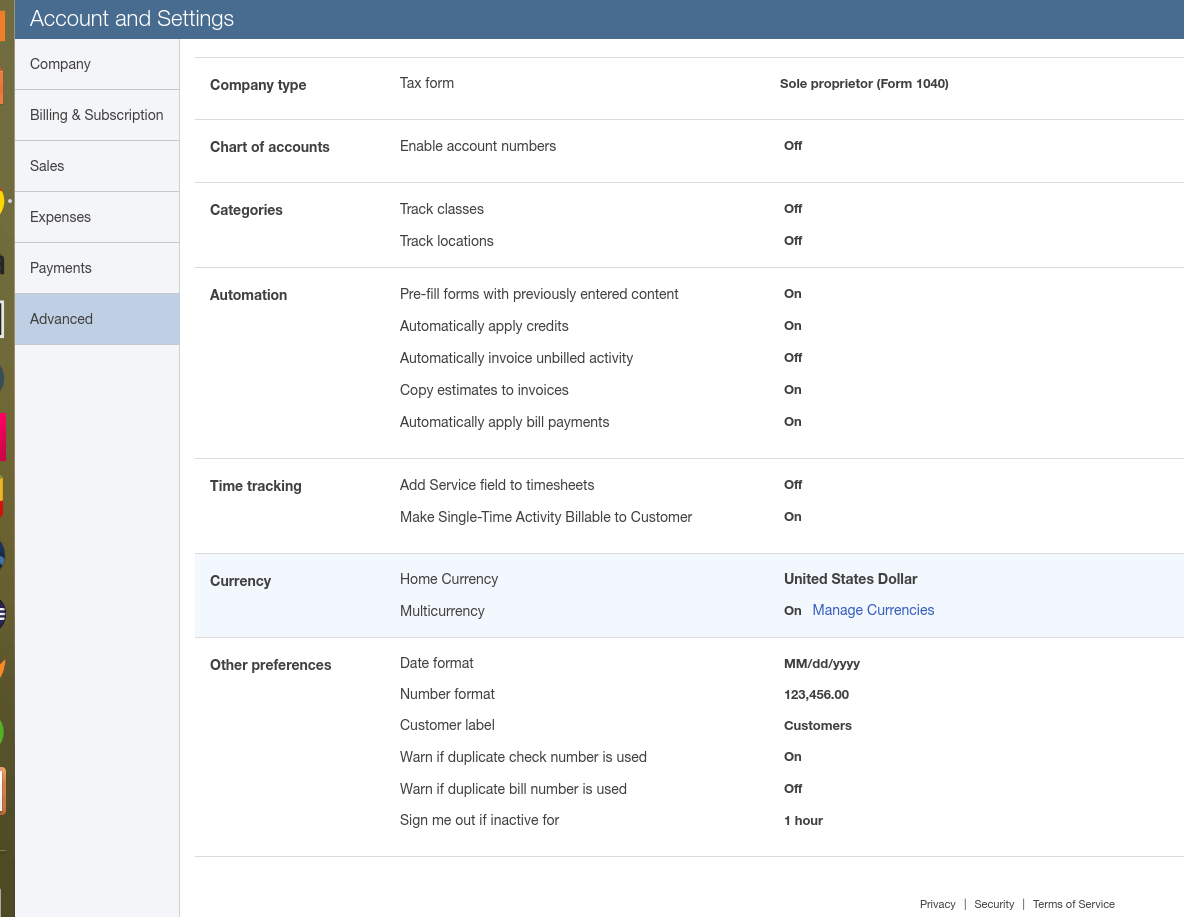 Account and Settings
Company
Billing & Subscription
Sales
Expenses
Payments
Advanced
Company type Tax form Sole proprietor (Form 1040)
Chart of accounts Enable account numbers Off
Categories Track classes Off
Track locations Off
Automation Pre-fill forms with previously entered content On
Automatically apply credits On
Automatically invoice unbilled activity Off
Copy estimates to invoices On
Automatically apply bill payments On
Time tracking Add Service field to timesheets Off
Make Single-Time Activity Billable to Customer On
Currency Home Currency United States Dollar
Multicurrency On Manage Currencies
Other preferences Date format MM/dd/yyyy
Number format 123,456.00
Customer label Customers
Warn if duplicate check number is used On
Warn if duplicate bill number is used Off
Sign me out if inactive for 1 hour
Privacy | Security | Terms of Service